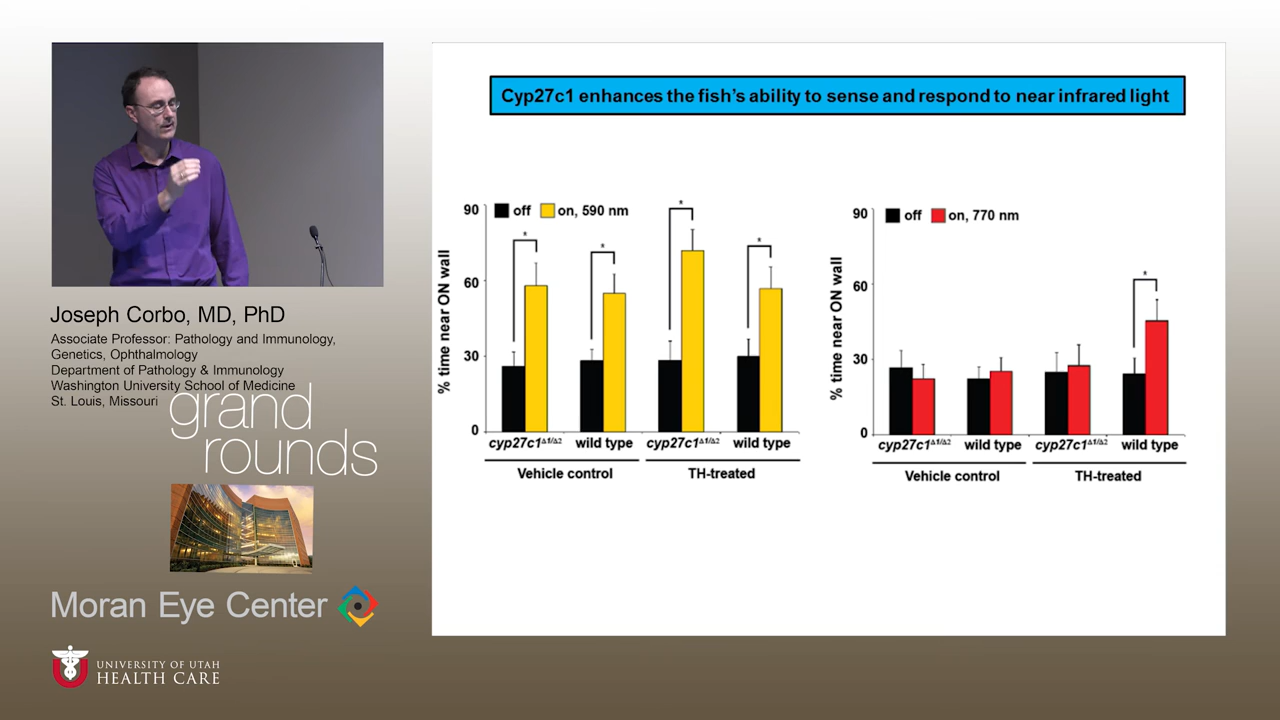 Joseph Corbo, MD, PhD
Associate Professor: Pathology and Immunology,
Genetics, Ophthalmology
Department of Pathology & Immunology
Washington University School of Medicine
St. Louis, Missouri
grand
rounds
Moran Eye Center
UNIVERSITY OF UTAH
HEALTH CARE
Cyp27c1 enhances the fish's ability to sense and respond to near infrared light
off on, 590 nm
% time near ON wall
90
60
30
0
* * * *
cyp27c1Δ1/Δ2 wild type cyp27c1Δ1/Δ2 wild type
Vehicle control TH-treated
off on, 770 nm
% time near ON wall
90
60
30
0
*
cyp27c1Δ1/Δ2 wild type cyp27c1Δ1/Δ2 wild type
Vehicle control TH-treated